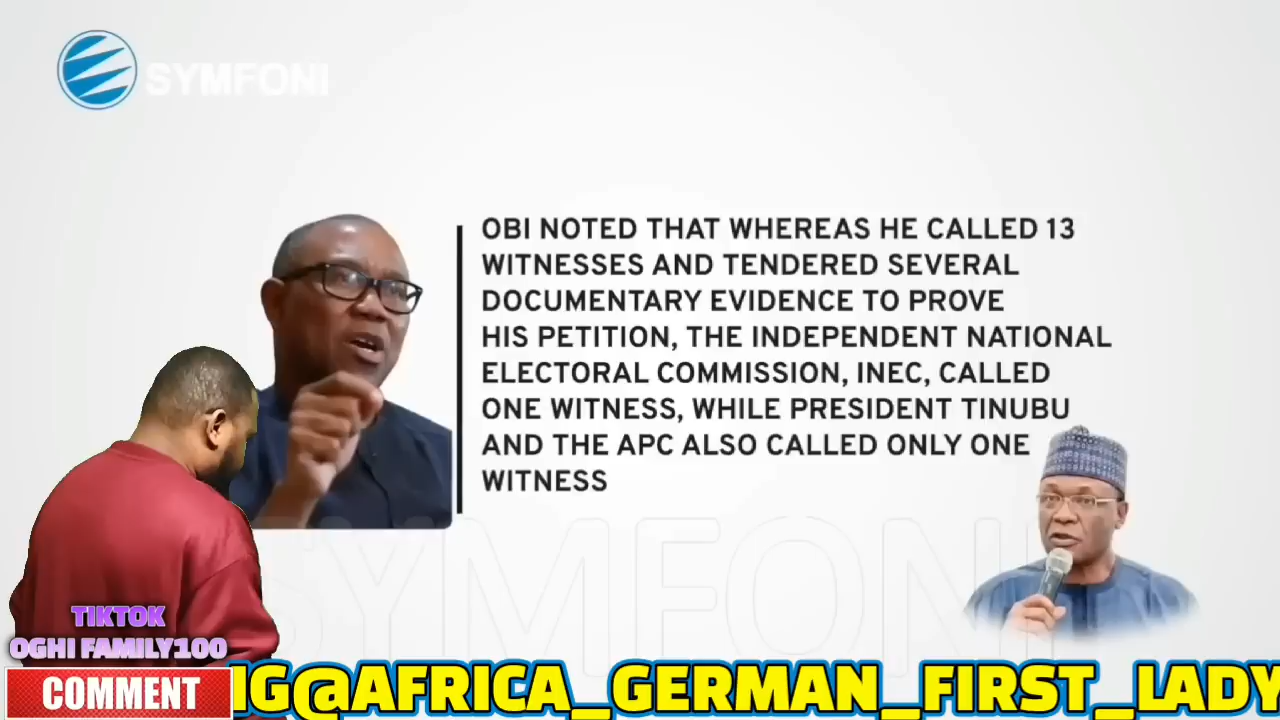 SYMFONI
OBI NOTED THAT WHEREAS HE CALLED 13
WITNESSES AND TENDERED SEVERAL
DOCUMENTARY EVIDENCE TO PROVE
HIS PETITION, THE INDEPENDENT NATIONAL
ELECTORAL COMMISSION, INEC, CALLED
ONE WITNESS, WHILE PRESIDENT TINUBU
AND THE APC ALSO CALLED ONLY ONE
WITNESS
SYMFONI
TIKTOK
OGHI FAMILY100
COMMENT
IG@AFRICA_GERMAN_FIRST_LADY